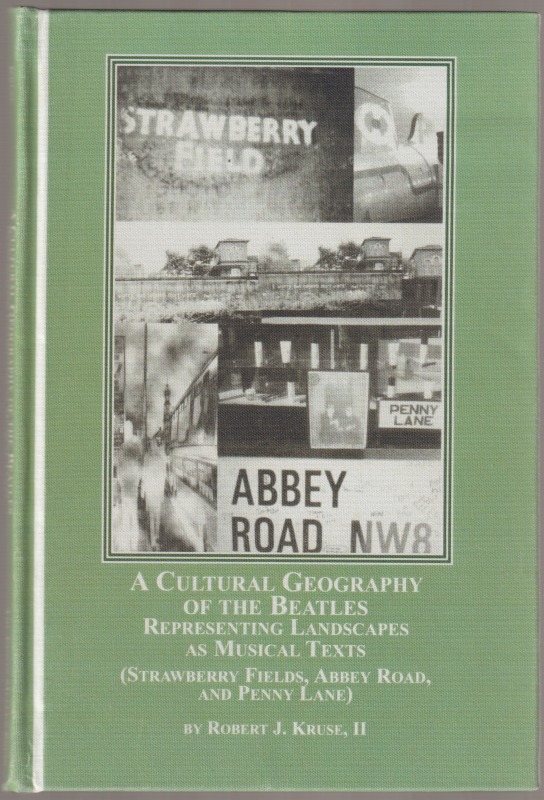 STRAWBERRY
FIELD
PENNY
LANE
ABBEY
ROAD NW8
A CULTURAL GEOGRAPHY
OF THE BEATLES
REPRESENTING LANDSCAPES
AS MUSICAL TEXTS
(STRAWBERRY FIELDS, ABBEY ROAD,
AND PENNY LANE)
BY ROBERT J. KRUSE, II